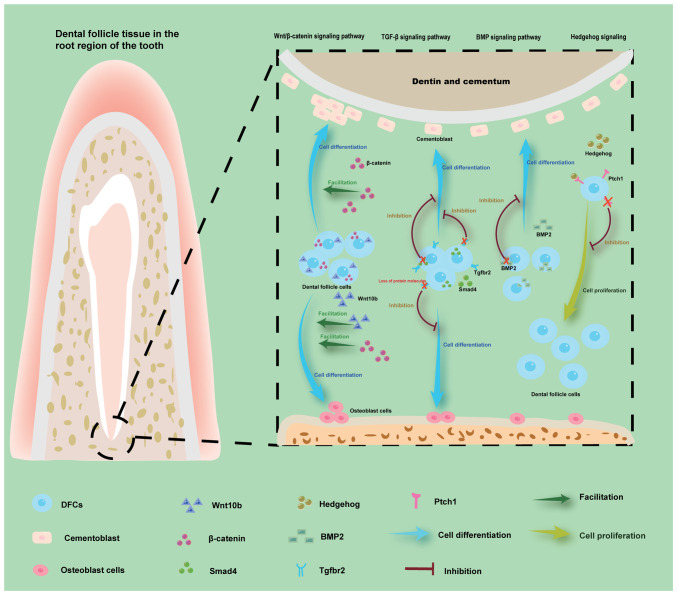 Dental follicle tissue in the
root region of the tooth
Wnt/β-catenin signaling pathway
TGF-β signaling pathway
BMP signaling pathway
Hedgehog signaling
Dentin and cementum
Cementoblast
Hedgehog
Cell differentiation
β-catenin
Cell differentiation
Cell differentiation
Ptch1
Facilitation
Inhibition
Inhibition
Inhibition
BMP2
Inhibition
BMP2
Tgfbr2
Loss of protein molecule
Smad4
Dental follicle cells
Wnt10b
Inhibition
Cell proliferation
Facilitation
Facilitation
Cell differentiation
Cell differentiation
Dental follicle cells
Osteoblast cells
DFCs
Wnt10b
Hedgehog
Ptch1
Facilitation
Cementoblast
β-catenin
BMP2
Cell differentiation
Cell proliferation
Osteoblast cells
Smad4
Tgfbr2
Inhibition